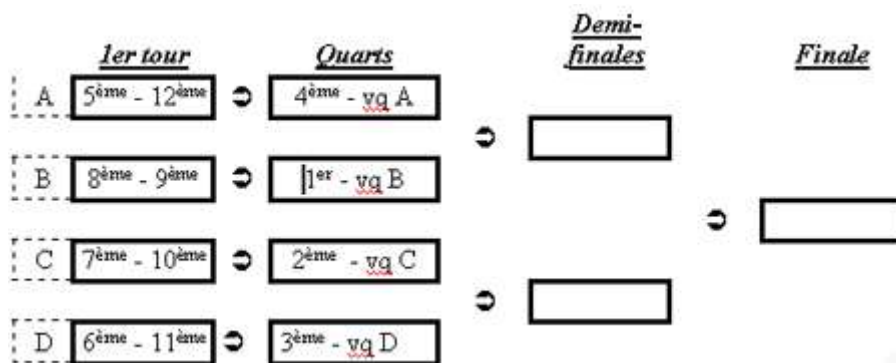 1er tour Quarts Demi-
finales Finale
A 5ème - 12ème ➲ 4ème - vq A
➲
B 8ème - 9ème ➲ 1er - vq B
➲
C 7ème - 10ème ➲ 2ème - vq C
➲
D 6ème - 11ème ➲ 3ème - vq D